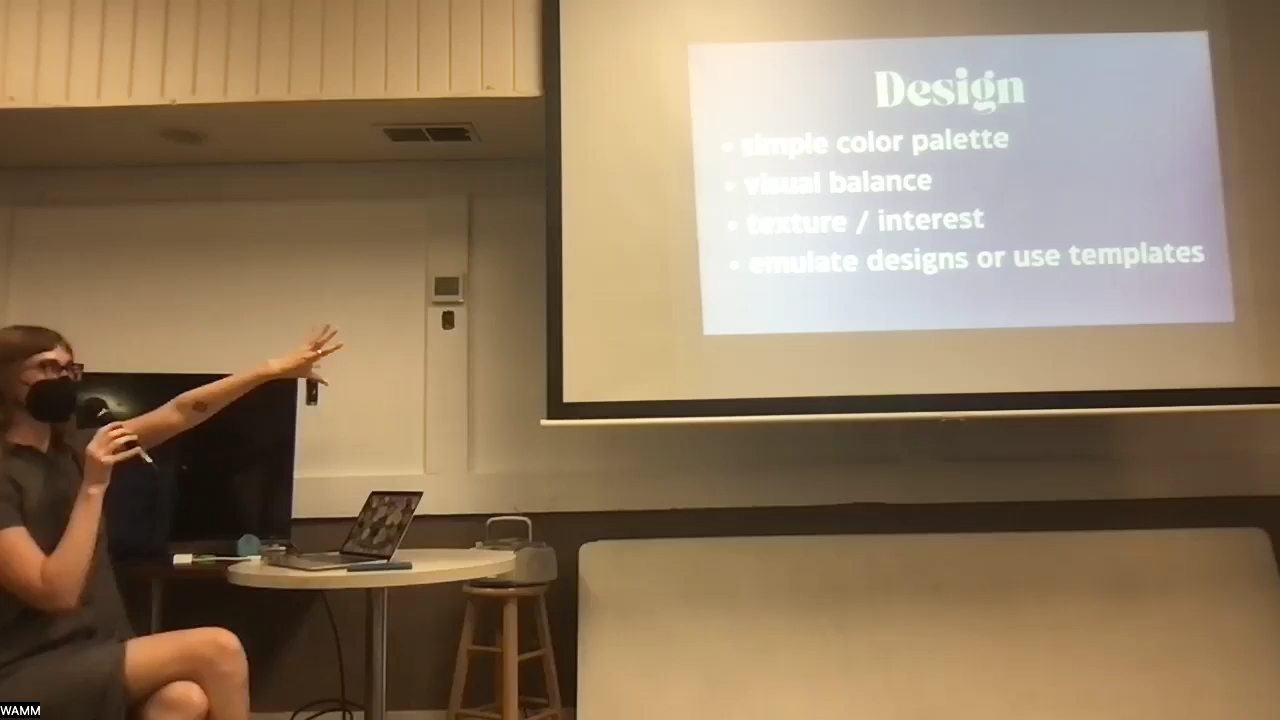 Design
• simple color palette
• visual balance
• texture / interest
• emulate designs or use templates
WAMM